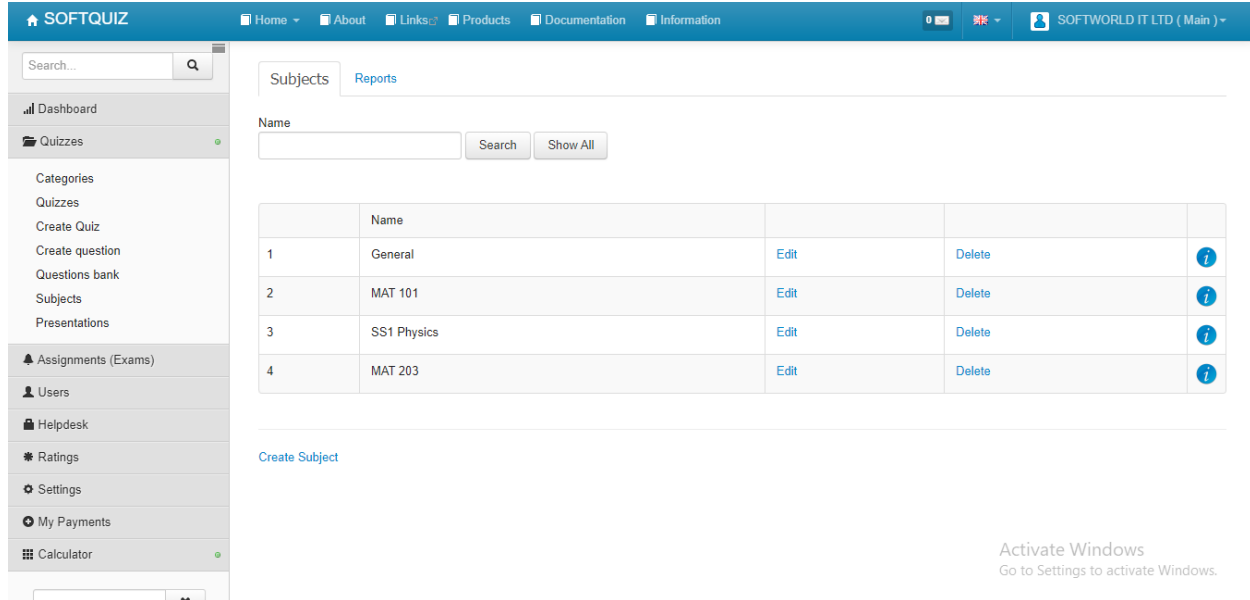 SOFTQUIZ Home About Links Products Documentation Information 0 SOFTWORLD IT LTD ( Main )
Search...
Dashboard
Quizzes
Categories
Quizzes
Create Quiz
Create question
Questions bank
Subjects
Presentations
Assignments (Exams)
Users
Helpdesk
Ratings
Settings
My Payments
Calculator
Subjects Reports
Name
Search Show All
Name
1 General Edit Delete i
2 MAT 101 Edit Delete i
3 SS1 Physics Edit Delete i
4 MAT 203 Edit Delete i
Create Subject
Activate Windows
Go to Settings to activate Windows.